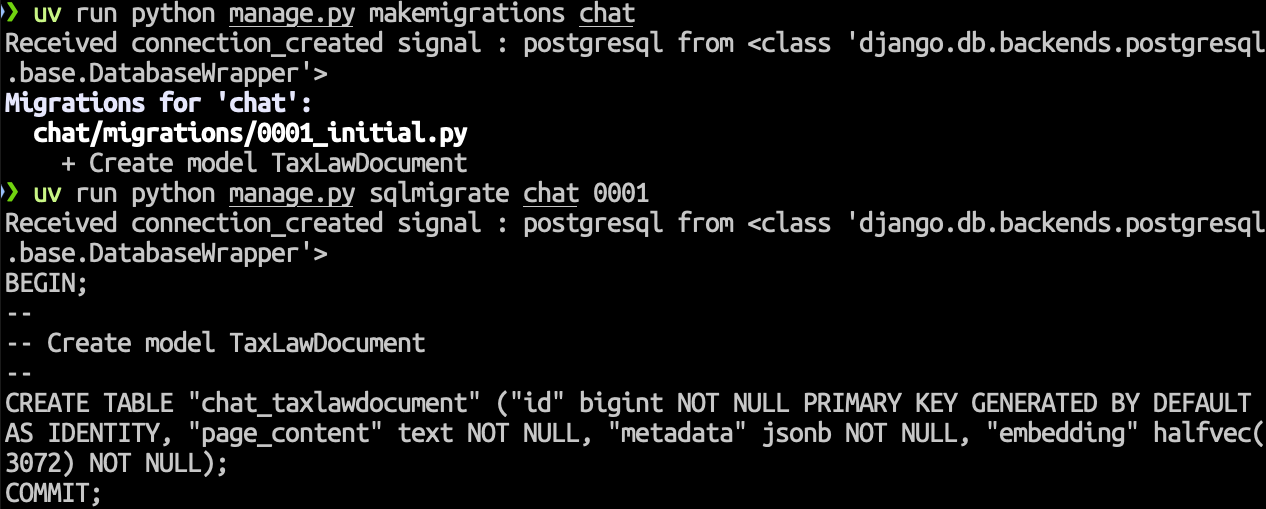 ❯ uv run python manage.py makemigrations chat
Received connection_created signal : postgresql from <class 'django.db.backends.postgresql
.base.DatabaseWrapper'>
Migrations for 'chat':
  chat/migrations/0001_initial.py
    + Create model TaxLawDocument
❯ uv run python manage.py sqlmigrate chat 0001
Received connection_created signal : postgresql from <class 'django.db.backends.postgresql
.base.DatabaseWrapper'>
BEGIN;
--
-- Create model TaxLawDocument
--
CREATE TABLE "chat_taxlawdocument" ("id" bigint NOT NULL PRIMARY KEY GENERATED BY DEFAULT
AS IDENTITY, "page_content" text NOT NULL, "metadata" jsonb NOT NULL, "embedding" halfvec(
3072) NOT NULL);
COMMIT;